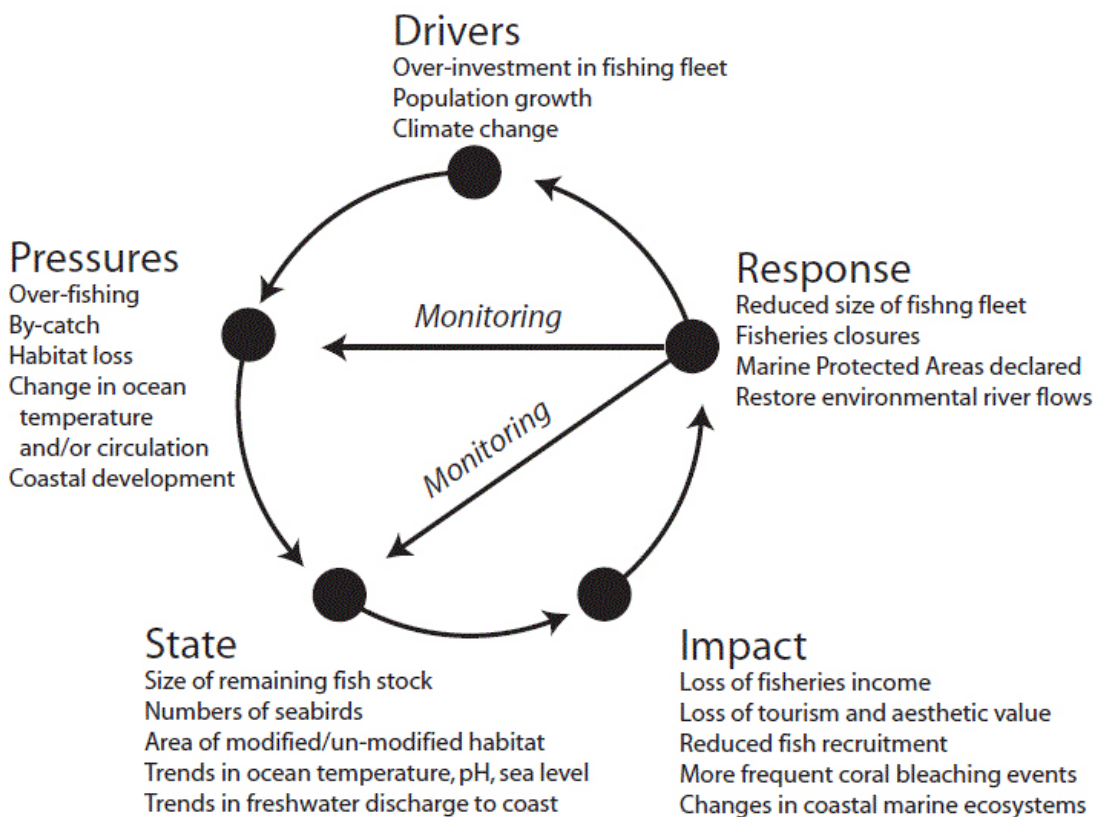 Drivers
Over-investment in fishing fleet
Population growth
Climate change
Pressures
Over-fishing
By-catch
Habitat loss
Change in ocean
temperature
and/or circulation
Coastal development
Monitoring
Monitoring
Response
Reduced size of fishng fleet
Fisheries closures
Marine Protected Areas declared
Restore environmental river flows
State
Size of remaining fish stock
Numbers of seabirds
Area of modified/un-modified habitat
Trends in ocean temperature, pH, sea level
Trends in freshwater discharge to coast
Impact
Loss of fisheries income
Loss of tourism and aesthetic value
Reduced fish recruitment
More frequent coral bleaching events
Changes in coastal marine ecosystems